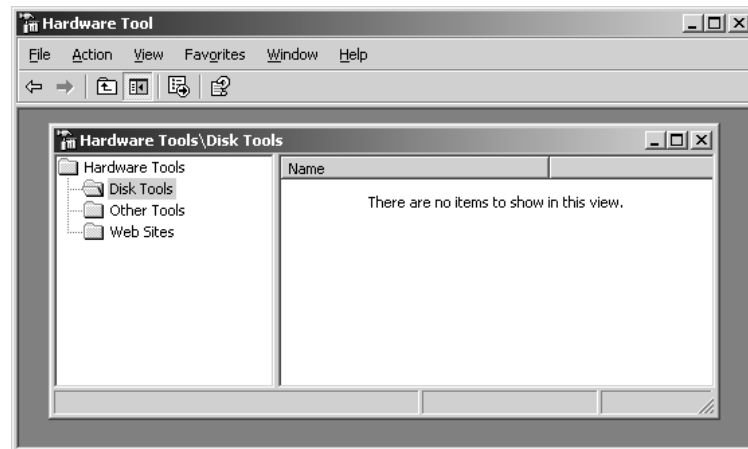 Hardware Tool
File Action View Favorites Window Help
Hardware Tools\Disk Tools
Hardware Tools
Disk Tools
Other Tools
Web Sites
Name
There are no items to show in this view.